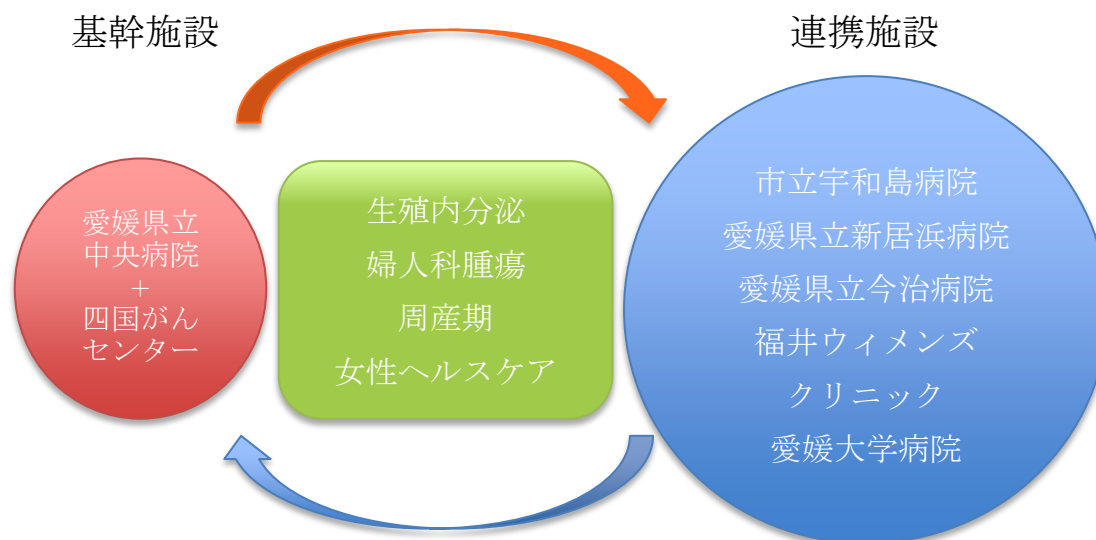 基幹施設
連携施設
愛媛県立
中央病院
+
四国がん
センター
生殖内分泌
婦人科腫瘍
周産期
女性ヘルスケア
市立宇和島病院
愛媛県立新居浜病院
愛媛県立今治病院
福井ウィメンズ
クリニック
愛媛大学病院